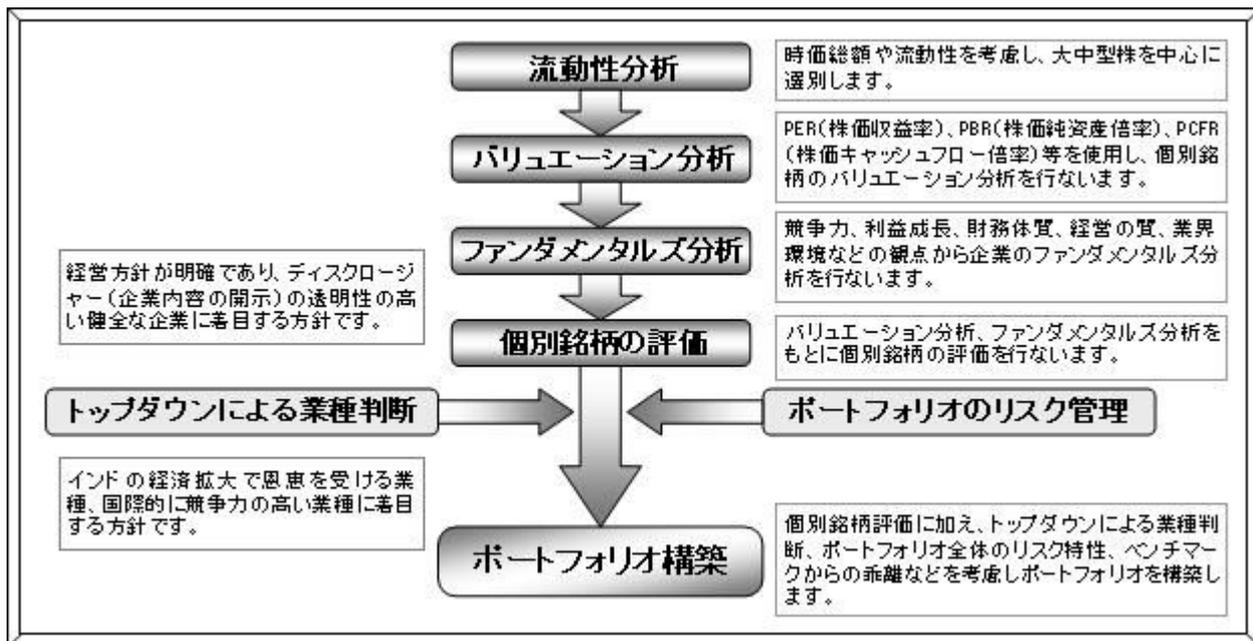 流動性分析
時価総額や流動性を考慮し、大中型株を中心に
選別します。
バリュエーション分析
PER(株価収益率)、PBR(株価純資産倍率)、PCFR
(株価キャッシュフロー倍率)等を使用し、個別銘
柄のバリュエーション分析を行ないます。
ファンダメンタルズ分析
競争力、利益成長、財務体質、経営の質、業界
環境などの観点から企業のファンダメンタルズ分
析を行ないます。
経営方針が明確であり、ディスクロージ
ャー(企業内容の開示)の透明性の高
い健全な企業に着目する方針です。
個別銘柄の評価
バリュエーション分析、ファンダメンタルズ分析を
もとに個別銘柄の評価を行ないます。
トップダウンによる業種判断
ポートフォリオのリスク管理
インドの経済拡大で恩恵を受ける業
種、国際的に競争力の高い業種に着目
する方針です。
ポートフォリオ構築
個別銘柄評価に加え、トップダウンによる業種判
断、ポートフォリオ全体のリスク特性、ベンチマー
クからの乖離などを考慮しポートフォリオを構築し
ます。